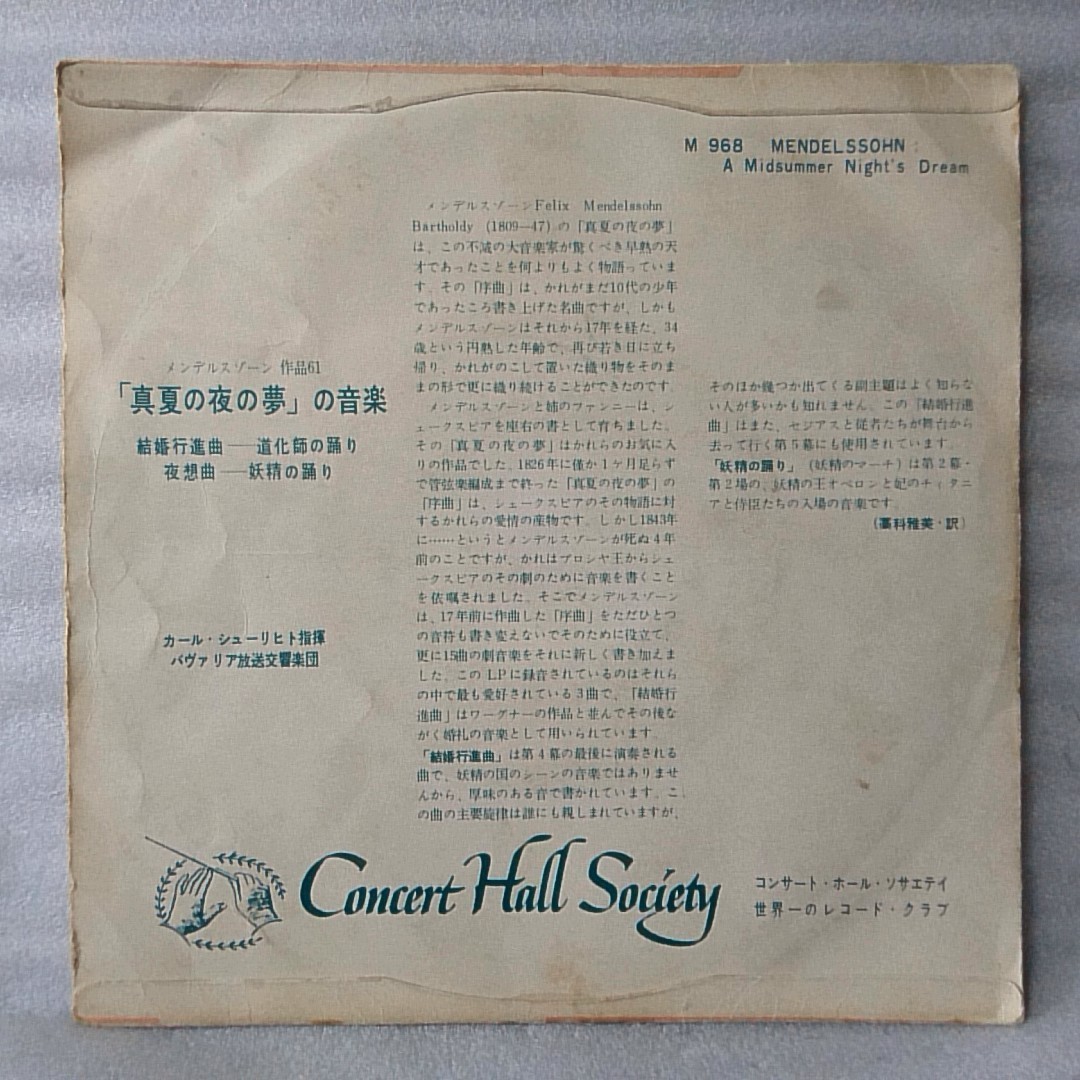 M 968 MENDELSSOHN :
A Midsummer Night's Dream
メンデルスゾーン 作品61
「真夏の夜の夢」の音楽
結婚行進曲——道化師の踊り
夜想曲——妖精の踊り
カール・シューリヒト指揮
バヴァリア放送交響楽団
メンデルスゾーンFelix Mendelssohn
Bartholdy (1809—47) の「真夏の夜の夢」
は、この不滅の大音楽家が驚くべき早熟の天
才であったことを何よりもよく物語っていま
す。その「序曲」は、かれがまだ10代の少年
であったころ書き上げた名曲ですが、しかも
メンデルスゾーンはそれから17年を経た、34
歳という円熟した年齢で、再び若き日に立ち
帰り、かれがのこして置いた織り物をそのま
まの形で更に織り続けることができたのです。
メンデルスゾーンと姉のファンニーは、シ
ェークスピアを座右の書として育ちました。
その「真夏の夜の夢」はかれらのお気に入
りの作品でした。1826年に僅か1ケ月足らず
で管弦楽編成まで終った「真夏の夜の夢」の
「序曲」は、シェークスピアのその物語に対
するかれらの愛情の産物です。しかし1843年
に……というとメンデルスゾーンが死ぬ4年
前のことですが、かれはプロシヤ王からシェ
ークスピアのその劇のために音楽を書くこと
を依嘱されました。そこでメンデルスゾーン
は、17年前に作曲した「序曲」をただひとつ
の音符も書き変えないでそのために役立て、
更に15曲の劇音楽をそれに新しく書き加えま
した。この LPに録音されているのはそれら
の中で最も愛好されている3曲で、「結婚行
進曲」はワーグナーの作品と並んでその後な
がく婚礼の音楽として用いられています。
「結婚行進曲」は第4幕の最後に演奏される
曲で、妖精の国のシーンの音楽ではありませ
んから、厚味のある音で書かれています。こ
の曲の主要旋律は誰にも親しまれていますが、
そのほか幾つか出てくる副主題はよく知らな
い人が多いかも知れません。この「結婚行進
曲」はまた、セジアスと従者たちが舞台から
去って行く第5幕にも使用されています。
「妖精の踊り」（妖精のマーチ）は第2幕・
第2場の、妖精の王オベロンと妃のティタニ
アと侍臣たちの入場の音楽です。
（藁科雅美・訳）
Concert Hall Society
コンサート・ホール・ソサエテイ
世界一のレコード・クラブ